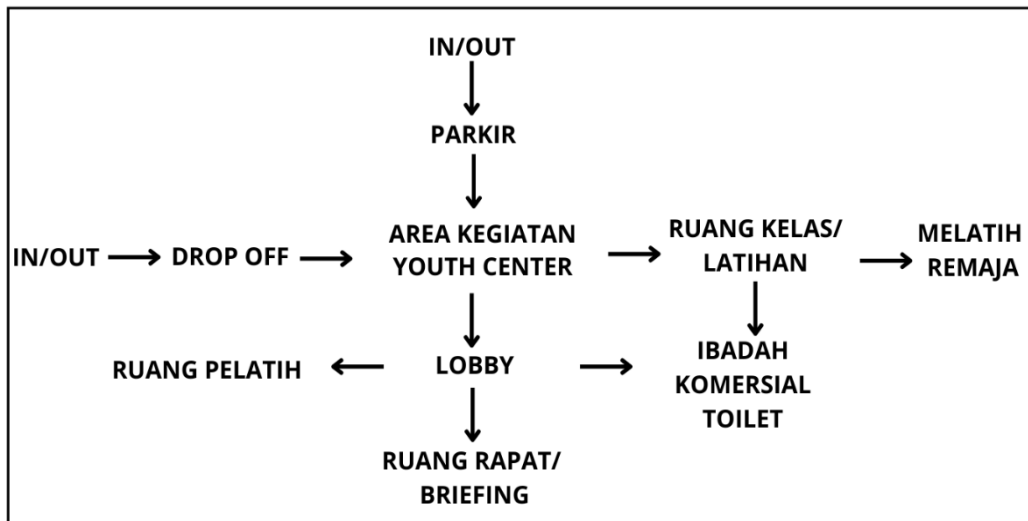 IN/OUT
PARKIR
AREA KEGIATAN
YOUTH CENTER
IN/OUT
DROP OFF
RUANG KELAS/
LATIHAN
MELATIH
REMAJA
RUANG PELATIH
LOBBY
IBADAH
KOMERSIAL
TOILET
RUANG RAPAT/
BRIEFING